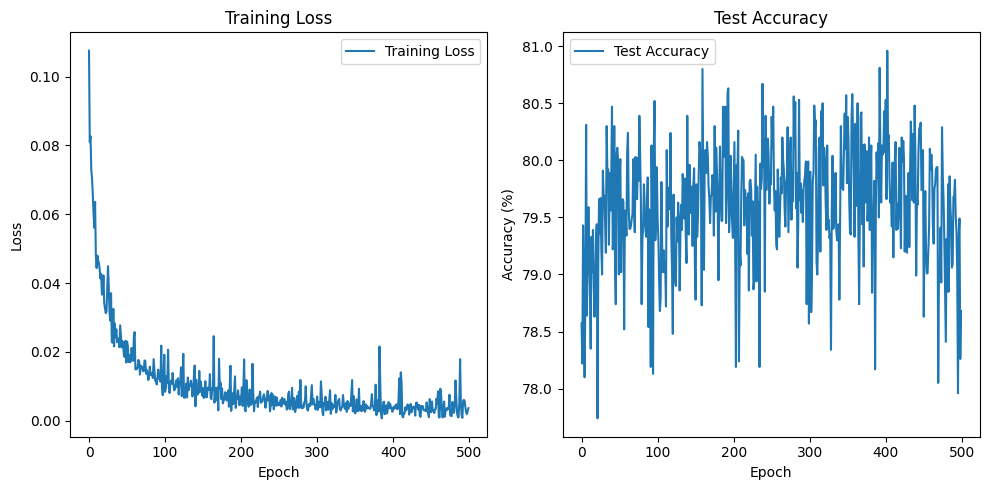 Training Loss
Training Loss
0.10
0.08
0.06
0.04
0.02
0.00
Loss
0 100 200 300 400 500
Epoch
Test Accuracy
Test Accuracy
81.0
80.5
80.0
79.5
79.0
78.5
78.0
Accuracy (%)
0 100 200 300 400 500
Epoch